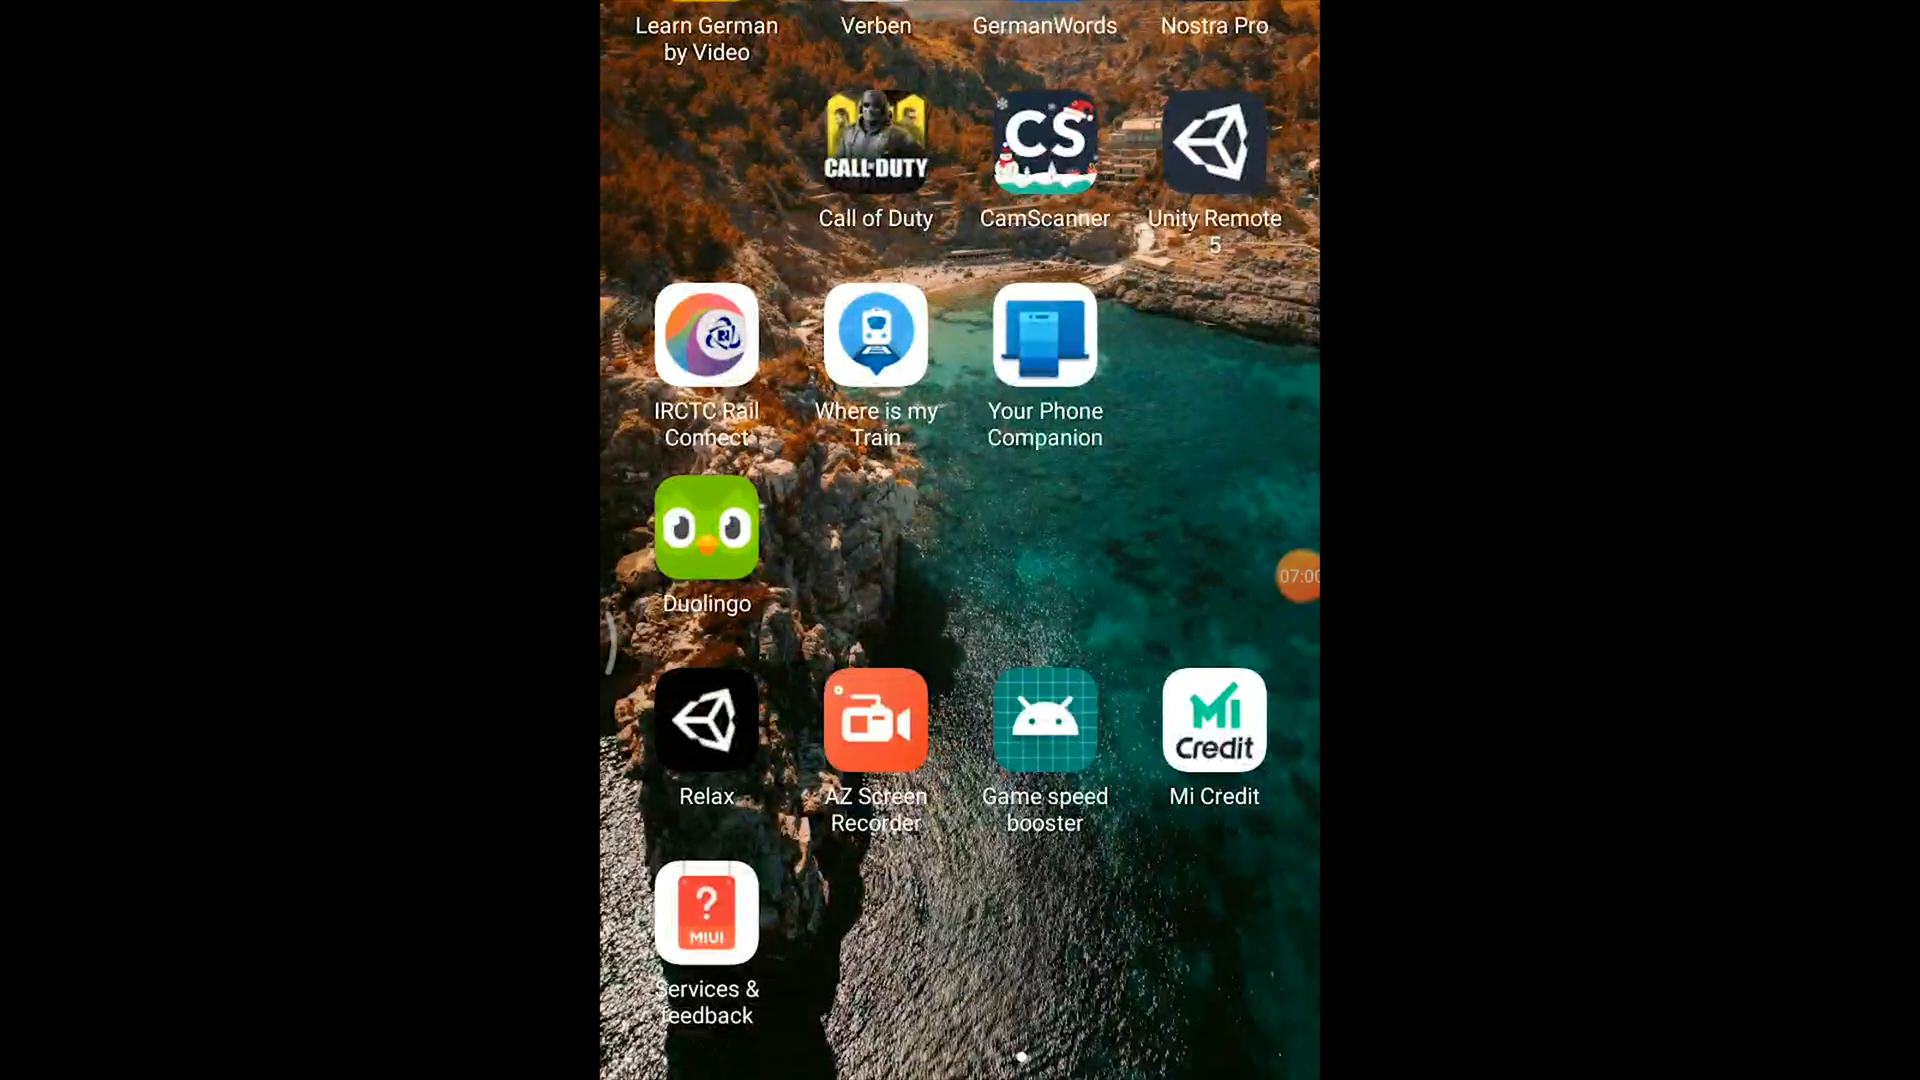 Learn German
by Video
Verben
GermanWords
Nostra Pro
CALL OF DUTY
Call of Duty
CS
CamScanner
Unity Remote
5
IRCTC Rail
Connect
Where is my
Train
Your Phone
Companion
Duolingo
07:00
Relax
AZ Screen
Recorder
Game speed
booster
Mi
Credit
Mi Credit
?
MIUI
Services &
feedback